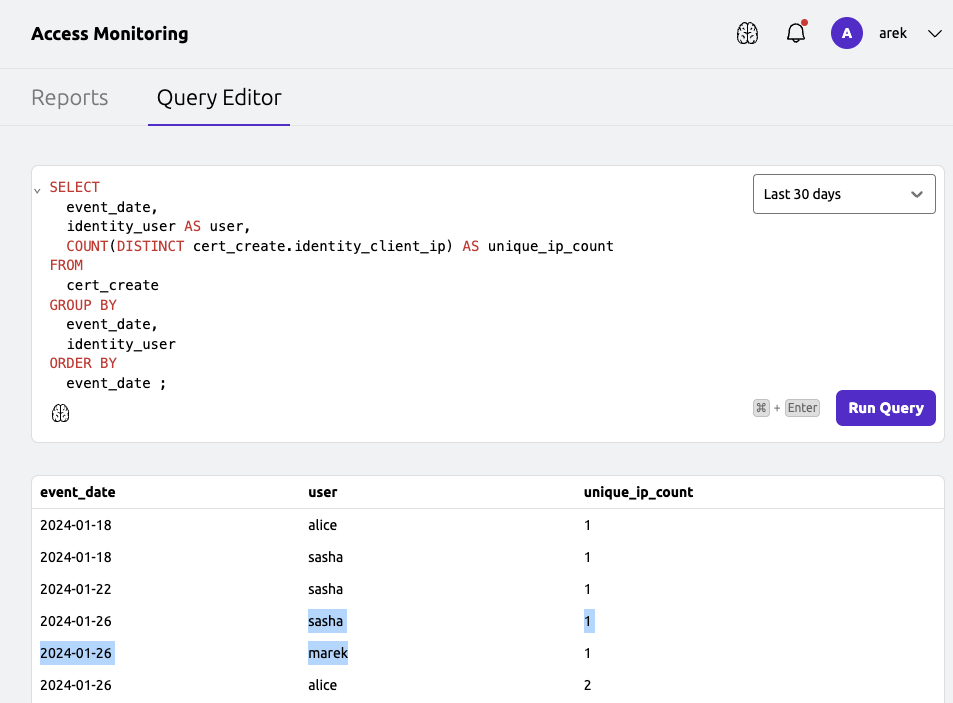 Access Monitoring
A arek
Reports Query Editor
SELECT
event_date,
identity_user AS user,
COUNT(DISTINCT cert_create.identity_client_ip) AS unique_ip_count
FROM
cert_create
GROUP BY
event_date,
identity_user
ORDER BY
event_date ;
Last 30 days
⌘ + Enter Run Query
event_date user unique_ip_count
2024-01-18 alice 1
2024-01-18 sasha 1
2024-01-22 sasha 1
2024-01-26 sasha 1
2024-01-26 marek 1
2024-01-26 alice 2